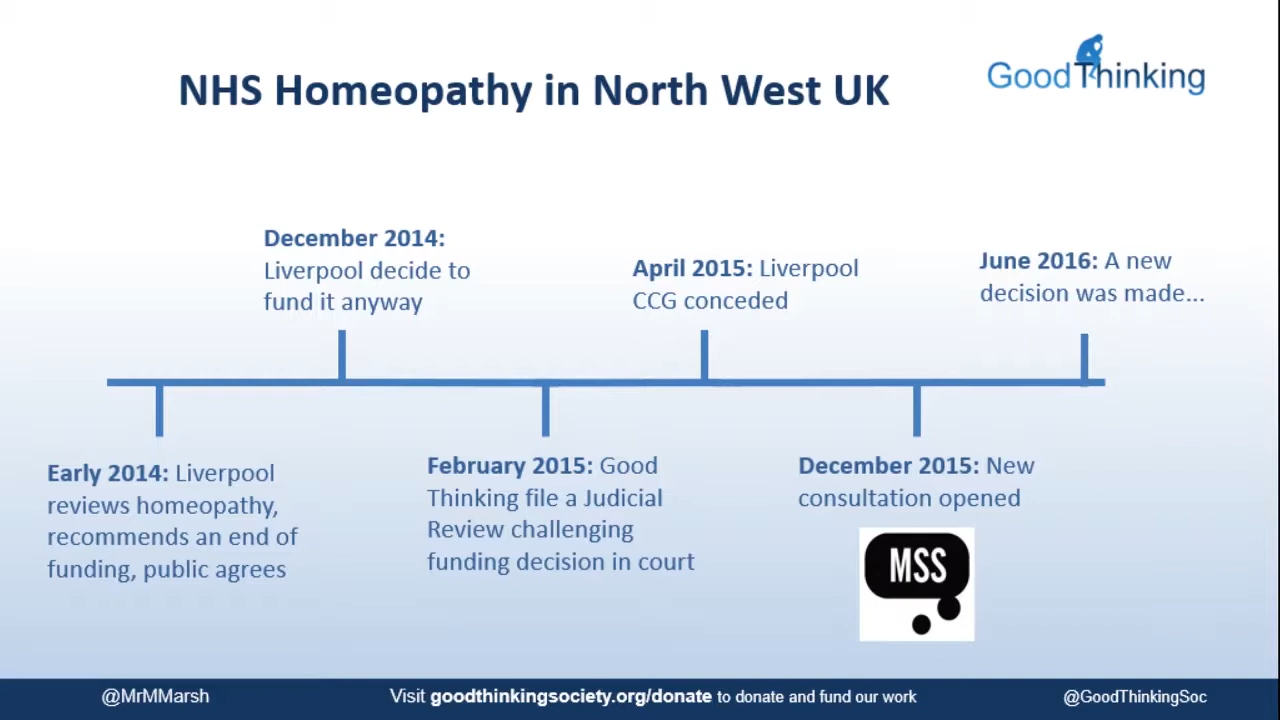 NHS Homeopathy in North West UK
GoodThinking
December 2014:
Liverpool decide to
fund it anyway
April 2015: Liverpool
CCG conceded
June 2016: A new
decision was made...
Early 2014: Liverpool
reviews homeopathy,
recommends an end of
funding, public agrees
February 2015: Good
Thinking file a Judicial
Review challenging
funding decision in court
December 2015: New
consultation opened
MSS
@MrMMarsh
Visit goodthinkingsociety.org/donate to donate and fund our work
@GoodThinkingSoc